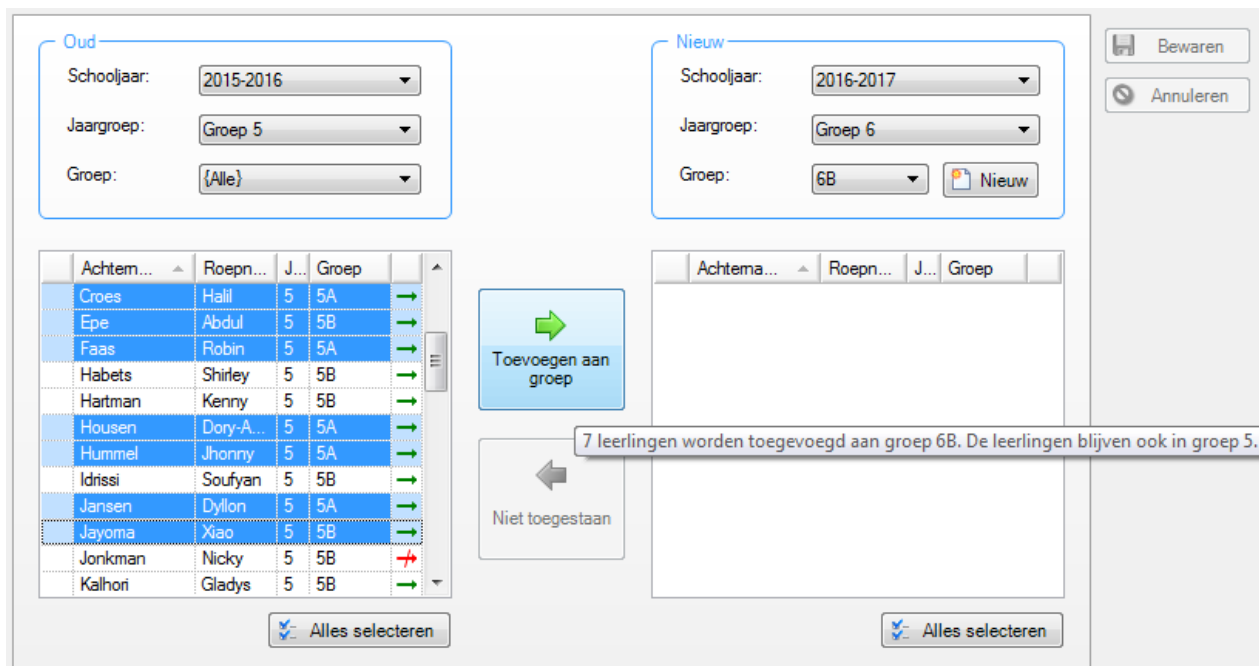 Oud
Schooljaar: 2015-2016
Jaargroep: Groep 5
Groep: {Alle}
Nieuw
Schooljaar: 2016-2017
Jaargroep: Groep 6
Groep: 6B Nieuw
Bewaren
Annuleren
Achtern... Roepn... J... Groep
Croes Halil 5 5A
Epe Abdul 5 5B
Faas Robin 5 5A
Habets Shirley 5 5B
Hartman Kenny 5 5B
Housen Dory-A... 5 5A
Hummel Jhonny 5 5A
Idrissi Soufyan 5 5B
Jansen Dyllon 5 5A
Jayoma Xiao 5 5B
Jonkman Nicky 5 5B
Kalhori Gladys 5 5B
Alles selecteren
Toevoegen aan
groep
7 leerlingen worden toegevoegd aan groep 6B. De leerlingen blijven ook in groep 5.
Niet toegestaan
Achterna... Roepn... J... Groep
Alles selecteren